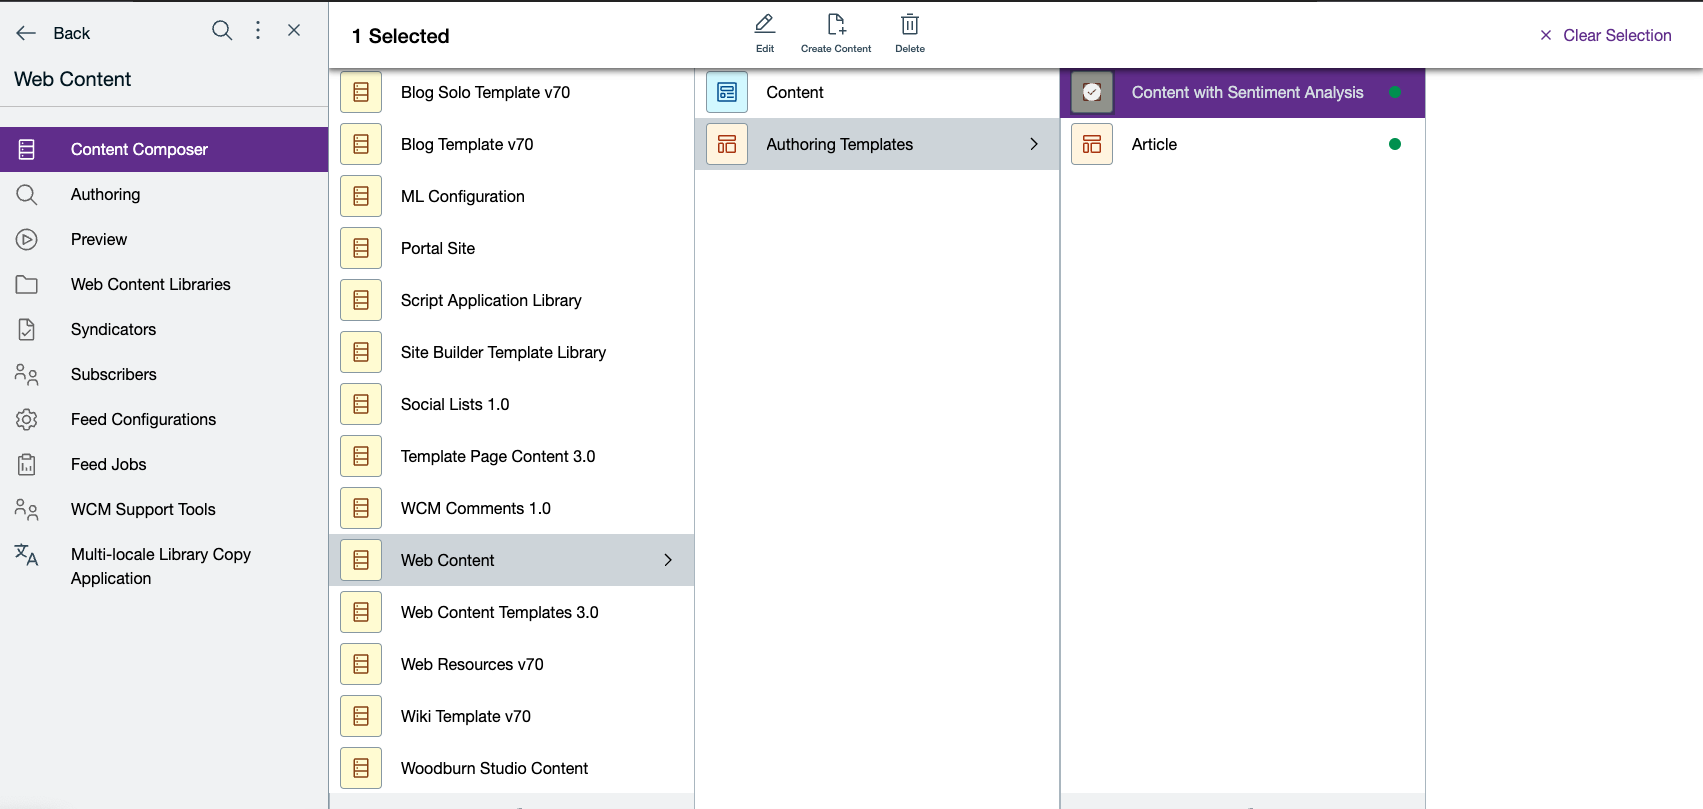 Back
Web Content
Content Composer
Authoring
Preview
Web Content Libraries
Syndicators
Subscribers
Feed Configurations
Feed Jobs
WCM Support Tools
Multi-locale Library Copy
Application
1 Selected
Edit
Create Content
Delete
Clear Selection
Blog Solo Template v70
Blog Template v70
ML Configuration
Portal Site
Script Application Library
Site Builder Template Library
Social Lists 1.0
Template Page Content 3.0
WCM Comments 1.0
Web Content
Web Content Templates 3.0
Web Resources v70
Wiki Template v70
Woodburn Studio Content
Content
Authoring Templates
Content with Sentiment Analysis
Article